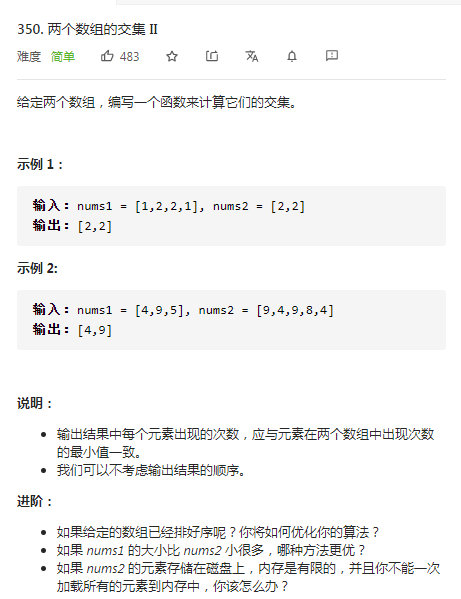 350. 两个数组的交集 II
难度 简单 483
给定两个数组，编写一个函数来计算它们的交集。
示例 1：
输入：nums1 = [1,2,2,1], nums2 = [2,2]
输出：[2,2]
示例 2:
输入：nums1 = [4,9,5], nums2 = [9,4,9,8,4]
输出：[4,9]
说明：
输出结果中每个元素出现的次数，应与元素在两个数组中出现次数
的最小值一致。
我们可以不考虑输出结果的顺序。
进阶：
如果给定的数组已经排好序呢？你将如何优化你的算法？
如果 nums1 的大小比 nums2 小很多，哪种方法更优？
如果 nums2 的元素存储在磁盘上，内存是有限的，并且你不能一次
加载所有的元素到内存中，你该怎么办？